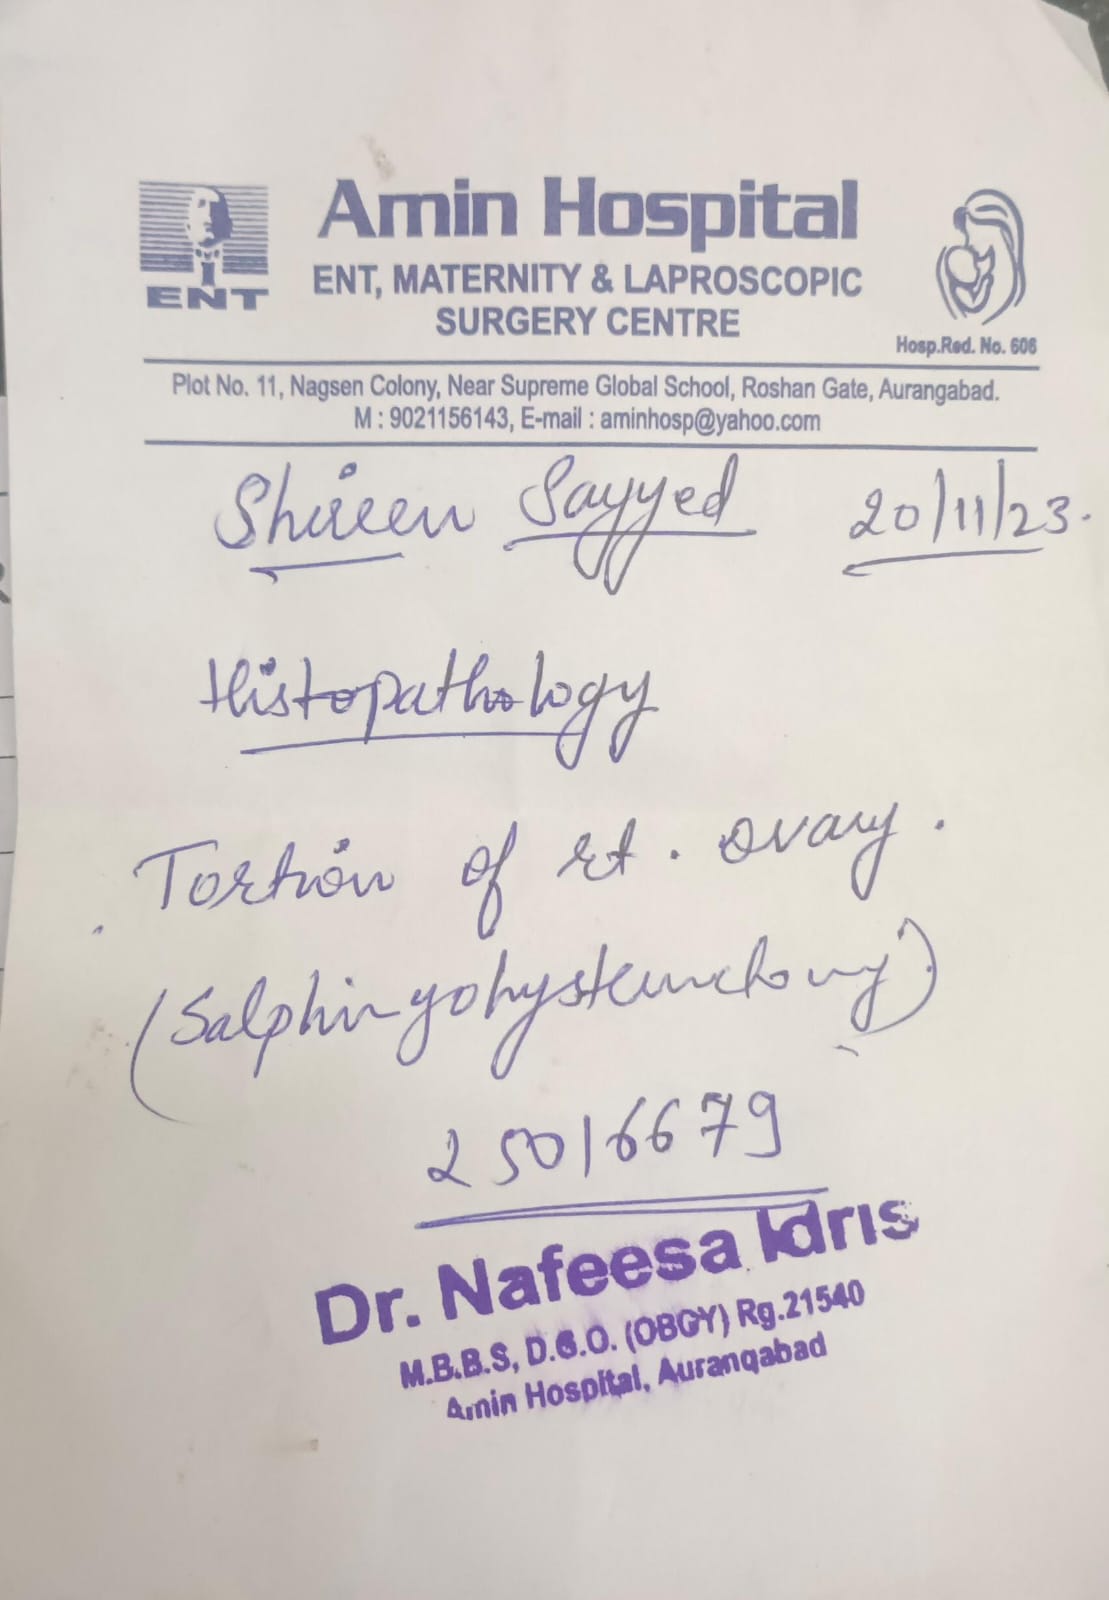 ENT
Amin Hospital
ENT, MATERNITY & LAPROSCOPIC
SURGERY CENTRE
Hosp.Red. No. 606
Plot No. 11, Nagsen Colony, Near Supreme Global School, Roshan Gate, Aurangabad.
M : 9021156143, E-mail : aminhosp@yahoo.com
Shireen Sayyed 20/11/23.
Histopathology
Tortion of rt. ovary.
(Salphingohysterectomy)
25016679
Dr. Nafeesa Idris
M.B.B.S, D.G.O. (OBGY) Rg.21540
Amin Hospital, Aurangabad